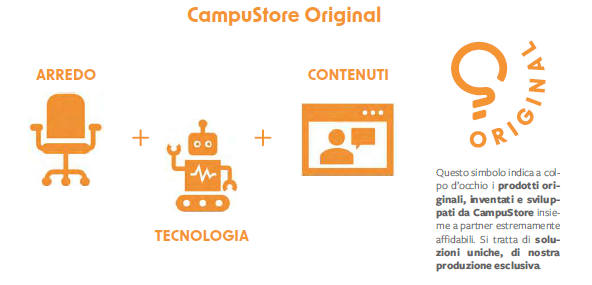 CampuStore Original
ARREDO
CONTENUTI
TECNOLOGIA
ORIGINAL
Questo simbolo indica a col-
po d'occhio i prodotti ori-
ginali, inventati e svilup-
pati da CampuStore insie-
me a partner estremamente
affidabili. Si tratta di solu-
zioni uniche, di nostra
produzione esclusiva.